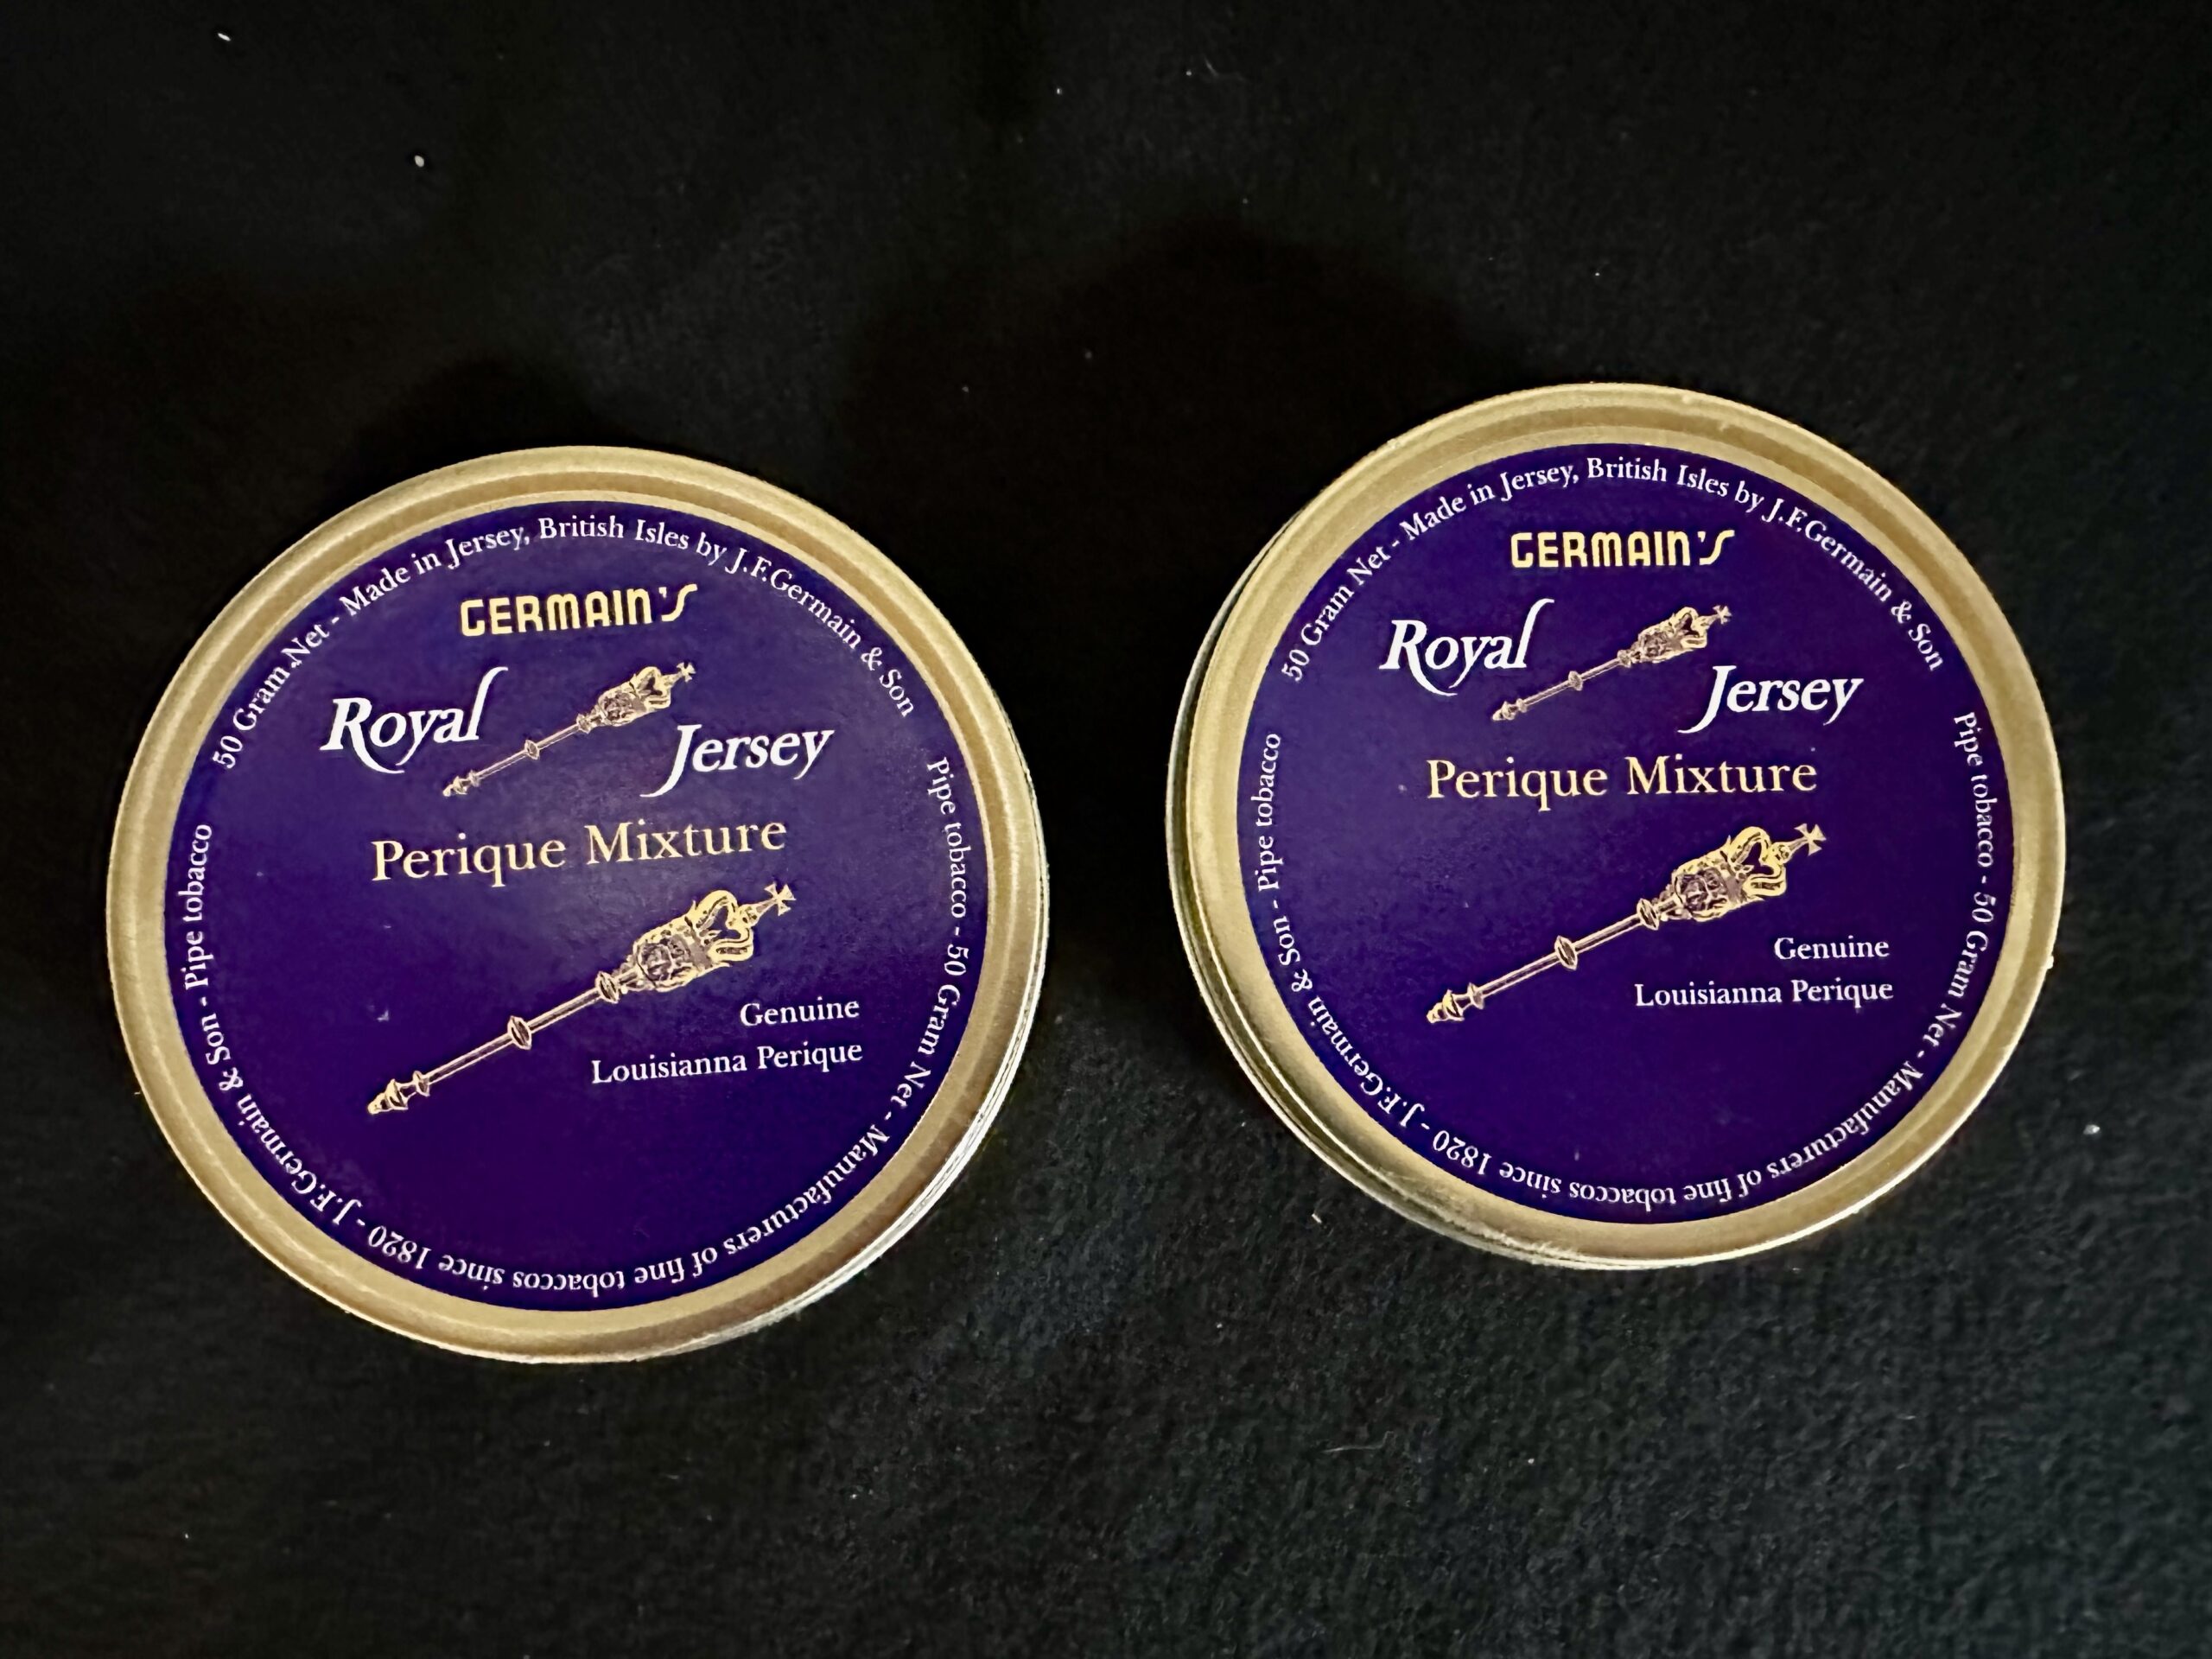 50 Gram Net - Made in Jersey, British Isles by J.F.Germain & Son
GERMAIN'S
Royal Jersey
Perique Mixture
Genuine
Louisianna Perique
Pipe tobacco - 50 Gram Net - Manufacturers of fine tobaccos since 1820 - J.F.Germain & Son - Pipe tobacco
50 Gram Net - Made in Jersey, British Isles by J.F.Germain & Son
GERMAIN'S
Royal Jersey
Perique Mixture
Genuine
Louisianna Perique
Pipe tobacco - 50 Gram Net - Manufacturers of fine tobaccos since 1820 - J.F.Germain & Son - Pipe tobacco